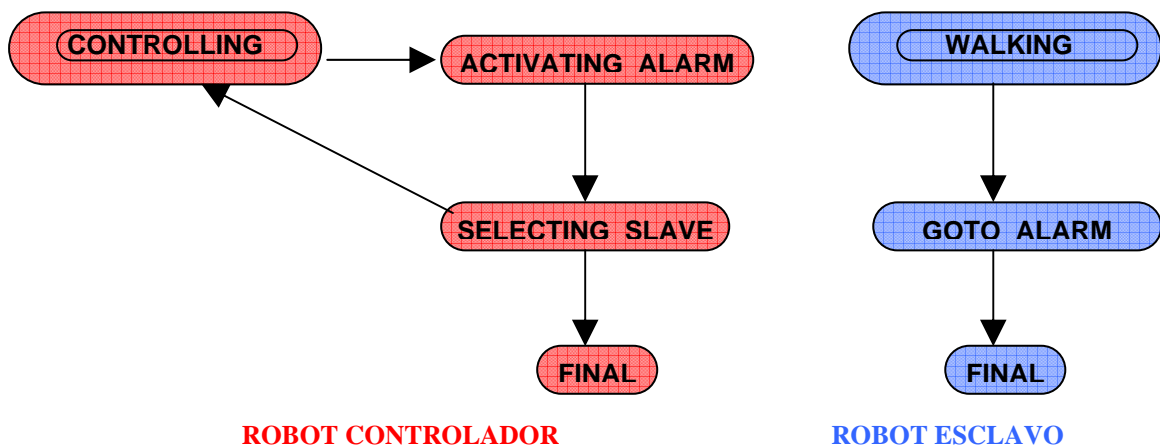 CONTROLLING
ACTIVATING ALARM
SELECTING SLAVE
FINAL
ROBOT CONTROLADOR
WALKING
GOTO ALARM
FINAL
ROBOT ESCLAVO